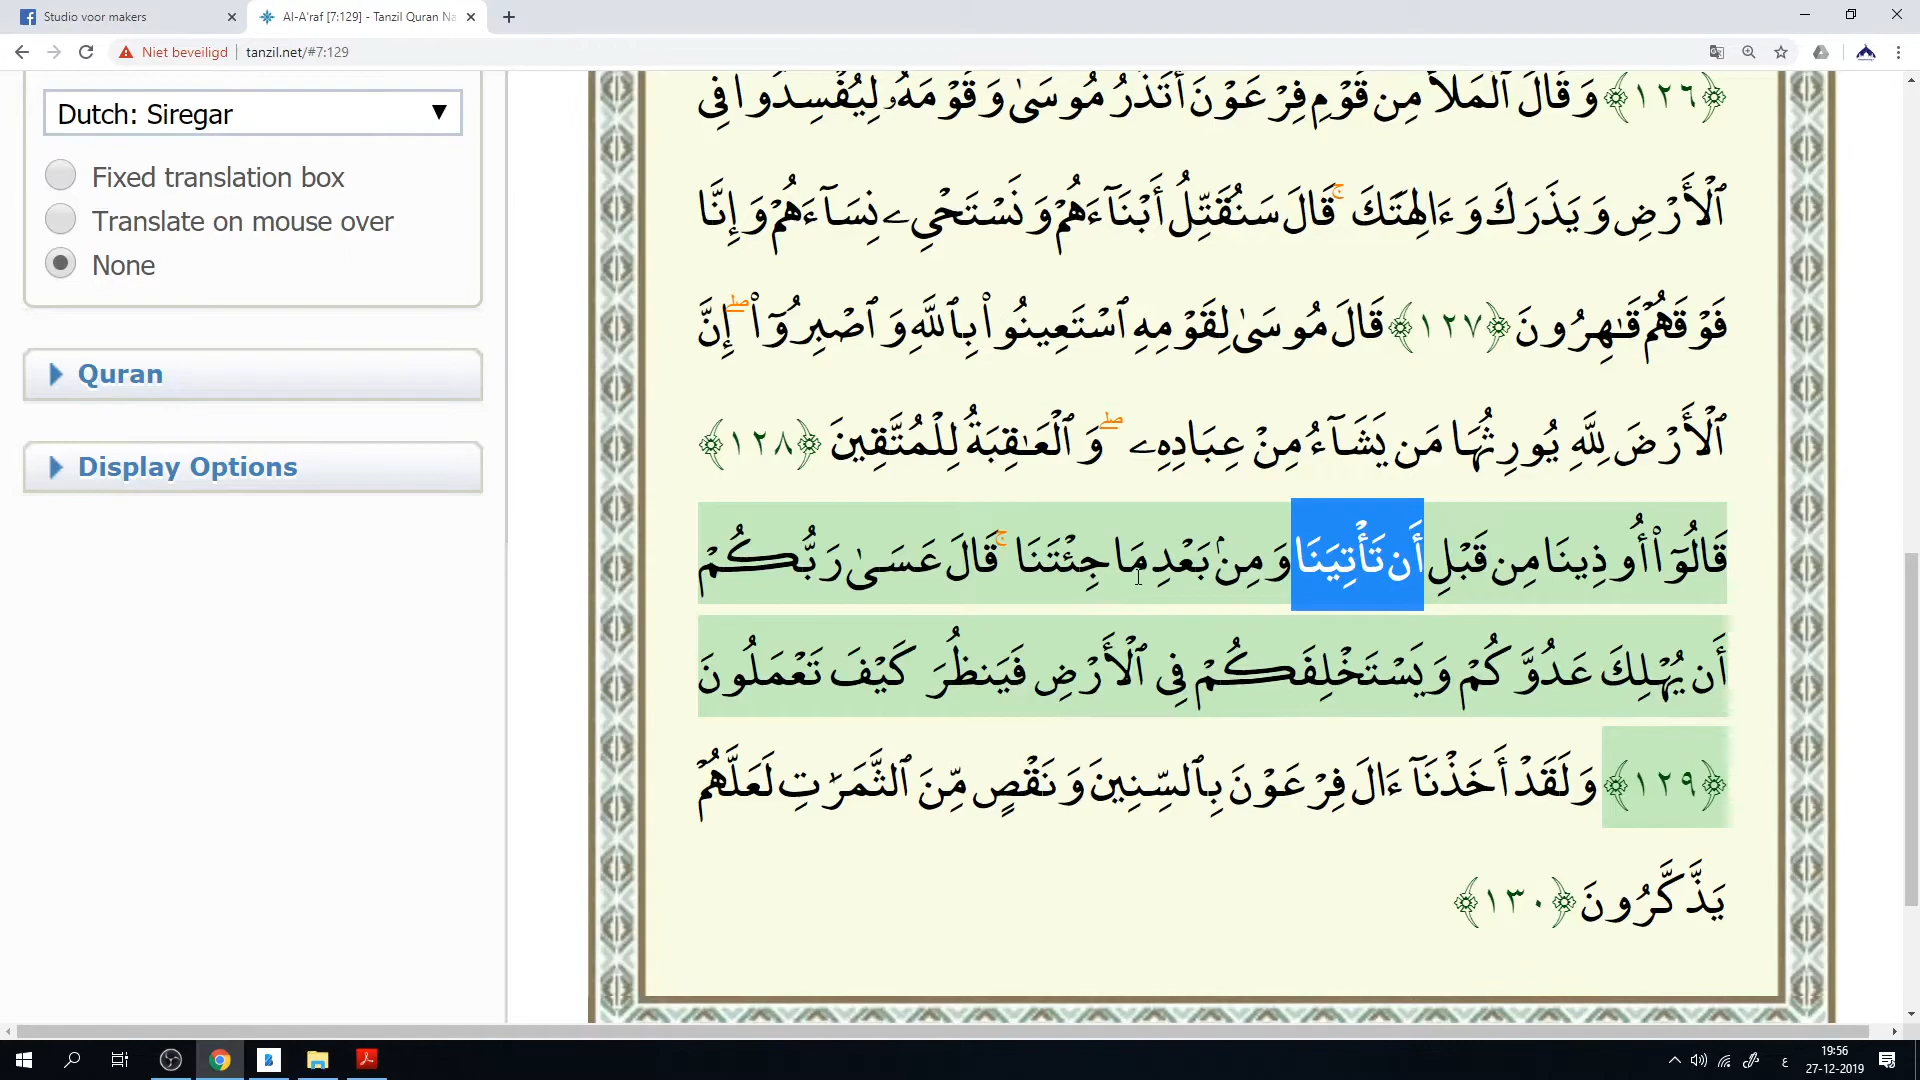 Studio voor makers
Al-A'raf [7:129] - Tanzil Quran Na
Niet beveiligd
tanzil.net/#7:129
Dutch: Siregar
Fixed translation box
Translate on mouse over
None
Quran
Display Options
﴿١٢٦﴾ وَقَالَ ٱلْمَلَأُ مِن قَوْمِ فِرْعَوْنَ أَتَذَرُ مُوسَىٰ وَقَوْمَهُۥ لِيُفْسِدُوا۟ فِى
ٱلْأَرْضِ وَيَذَرَكَ وَءَالِهَتَكَ ۚ قَالَ سَنُقَتِّلُ أَبْنَآءَهُمْ وَنَسْتَحْىِۦ نِسَآءَهُمْ وَإِنَّا
فَوْقَهُمْ قَـٰهِرُونَ ﴿١٢٧﴾ قَالَ مُوسَىٰ لِقَوْمِهِ ٱسْتَعِينُوا۟ بِٱللَّهِ وَٱصْبِرُوٓا۟ ۖ إِنَّ
ٱلْأَرْضَ لِلَّهِ يُورِثُهَا مَن يَشَآءُ مِنْ عِبَادِهِۦ ۖ وَٱلْعَـٰقِبَةُ لِلْمُتَّقِينَ ﴿١٢٨﴾
قَالُوٓا۟ أُوذِينَا مِن قَبْلِ أَن تَأْتِيَنَا وَمِنۢ بَعْدِ مَا جِئْتَنَا ۚ قَالَ عَسَىٰ رَبُّكُمْ
أَن يُهْلِكَ عَدُوَّكُمْ وَيَسْتَخْلِفَكُمْ فِى ٱلْأَرْضِ فَيَنظُرَ كَيْفَ تَعْمَلُونَ
﴿١٢٩﴾ وَلَقَدْ أَخَذْنَآ ءَالَ فِرْعَوْنَ بِٱلسِّنِينَ وَنَقْصٍ مِّنَ ٱلثَّمَرَٰتِ لَعَلَّهُمْ
يَذَّكَّرُونَ ﴿١٣٠﴾
ع
19:56
27-12-2019